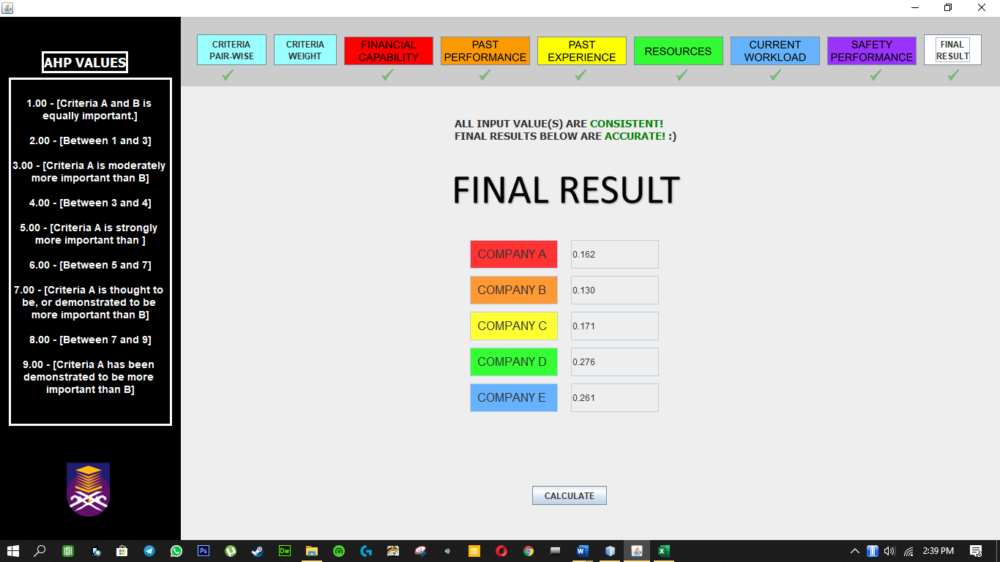 CRITERIA
PAIR-WISE
CRITERIA
WEIGHT
FINANCIAL
CAPABILITY
PAST
PERFORMANCE
PAST
EXPERIENCE
RESOURCES
CURRENT
WORKLOAD
SAFETY
PERFORMANCE
FINAL
RESULT
AHP VALUES
1.00 - [Criteria A and B is
equally important.]
2.00 - [Between 1 and 3]
3.00 - [Criteria A is moderately
more important than B]
4.00 - [Between 3 and 4]
5.00 - [Criteria A is strongly
more important than ]
6.00 - [Between 5 and 7]
7.00 - [Criteria A is thought to
be, or demonstrated to be
more important than B]
8.00 - [Between 7 and 9]
9.00 - [Criteria A has been
demonstrated to be more
important than B]
ALL INPUT VALUE(S) ARE CONSISTENT!
FINAL RESULTS BELOW ARE ACCURATE! :)
FINAL RESULT
COMPANY A 0.162
COMPANY B 0.130
COMPANY C 0.171
COMPANY D 0.276
COMPANY E 0.261
CALCULATE
Ps
Dw
2:39 PM